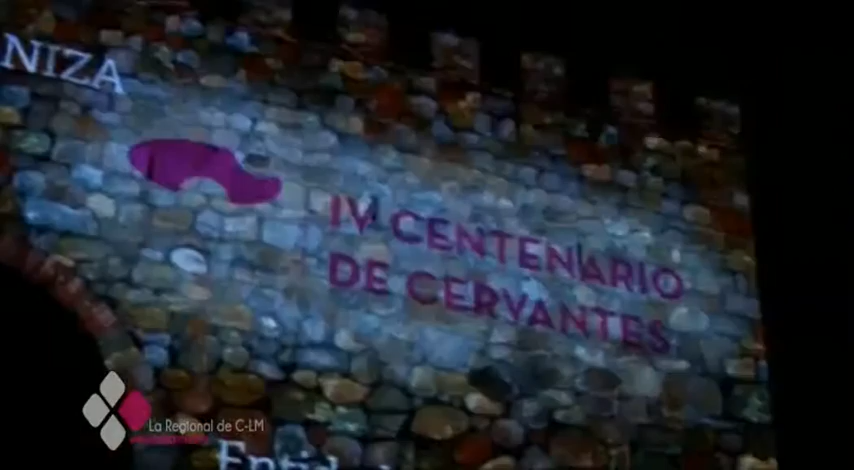 NIZA
IV CENTENARIO
DE CERVANTES
La Regional de C-LM